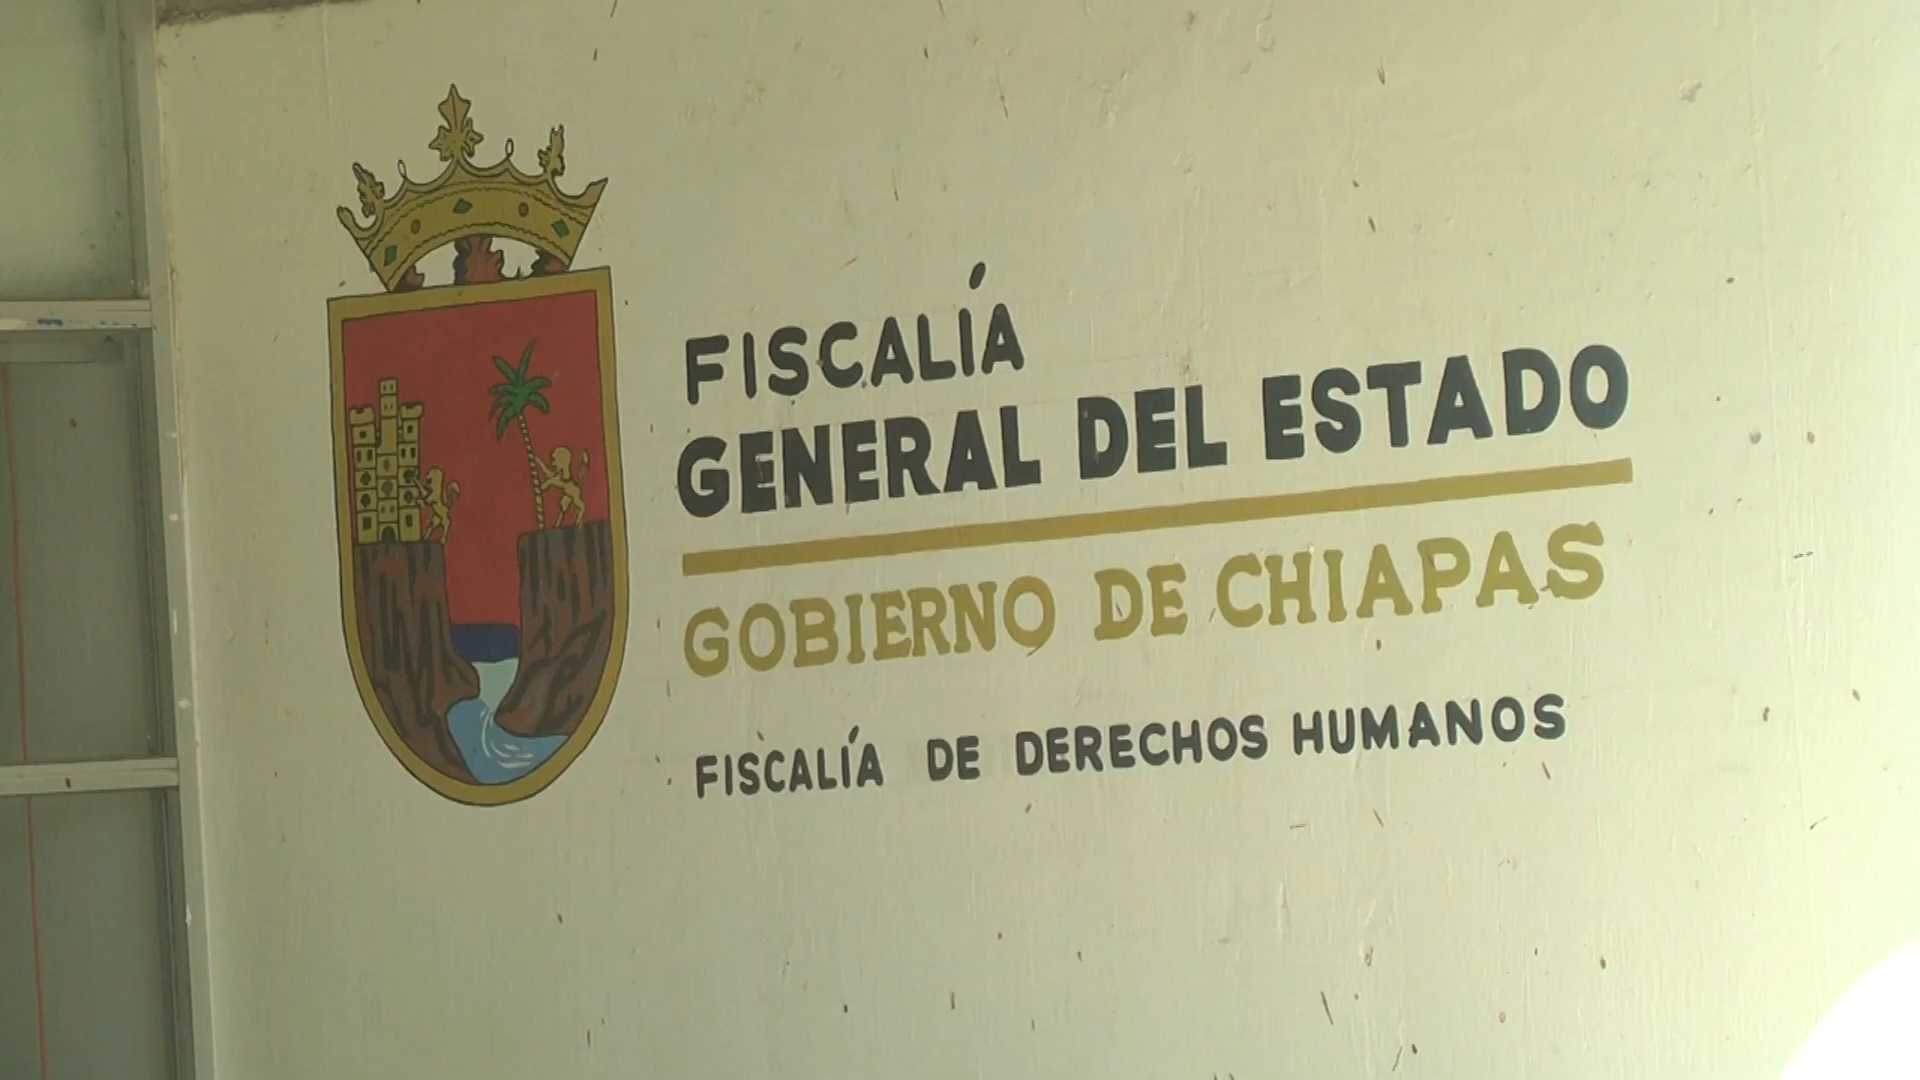 FISCALÍA
GENERAL DEL ESTADO
GOBIERNO DE CHIAPAS
FISCALÍA DE DERECHOS HUMANOS